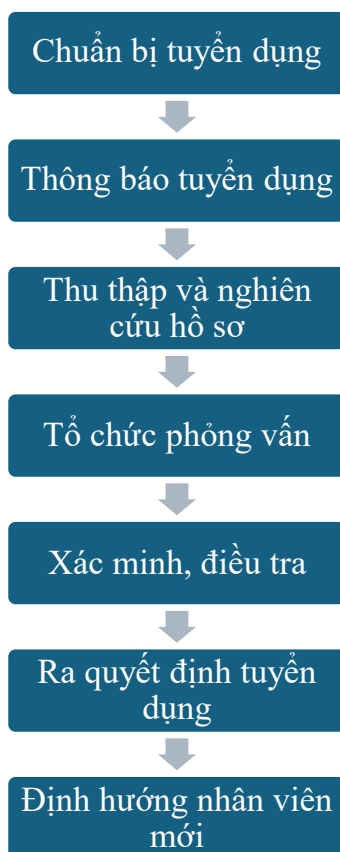 Chuẩn bị tuyển dụng
Thông báo tuyển dụng
Thu thập và nghiên
cứu hồ sơ
Tổ chức phỏng vấn
Xác minh, điều tra
Ra quyết định tuyển
dụng
Định hướng nhân viên
mới